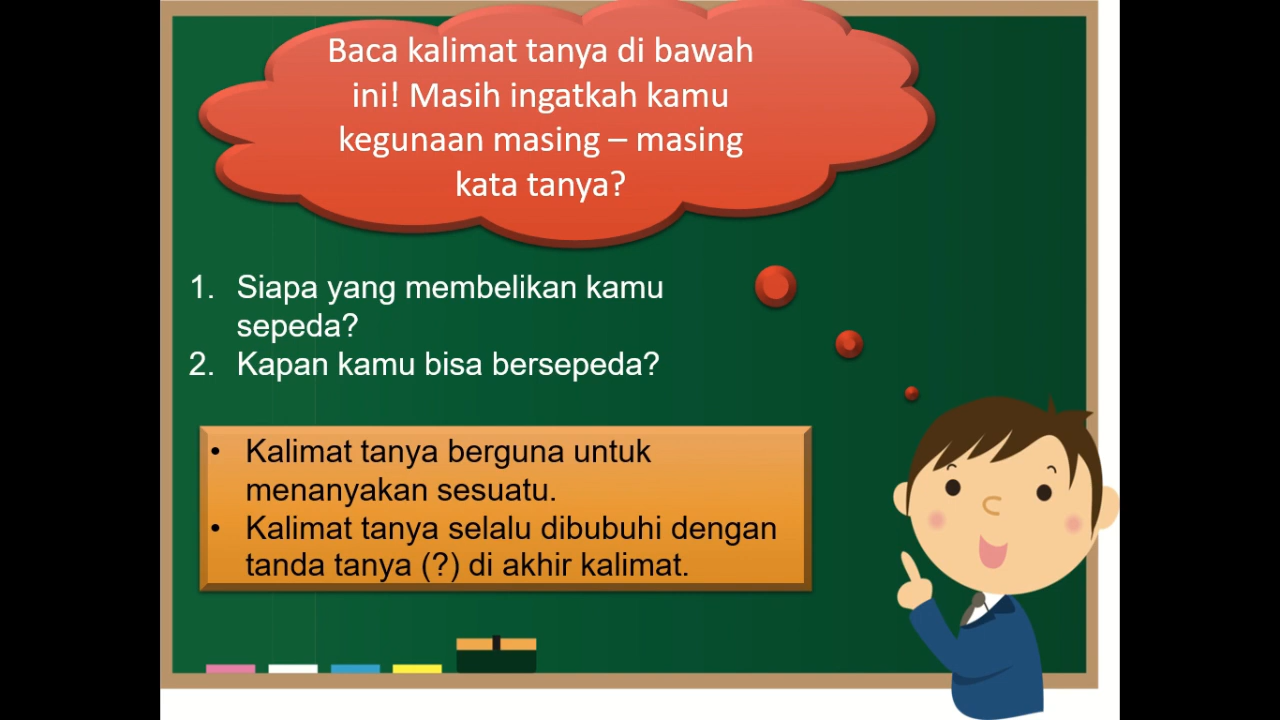 Baca kalimat tanya di bawah
ini! Masih ingatkah kamu
kegunaan masing – masing
kata tanya?
1. Siapa yang membelikan kamu
sepeda?
2. Kapan kamu bisa bersepeda?
• Kalimat tanya berguna untuk
menanyakan sesuatu.
• Kalimat tanya selalu dibubuhi dengan
tanda tanya (?) di akhir kalimat.